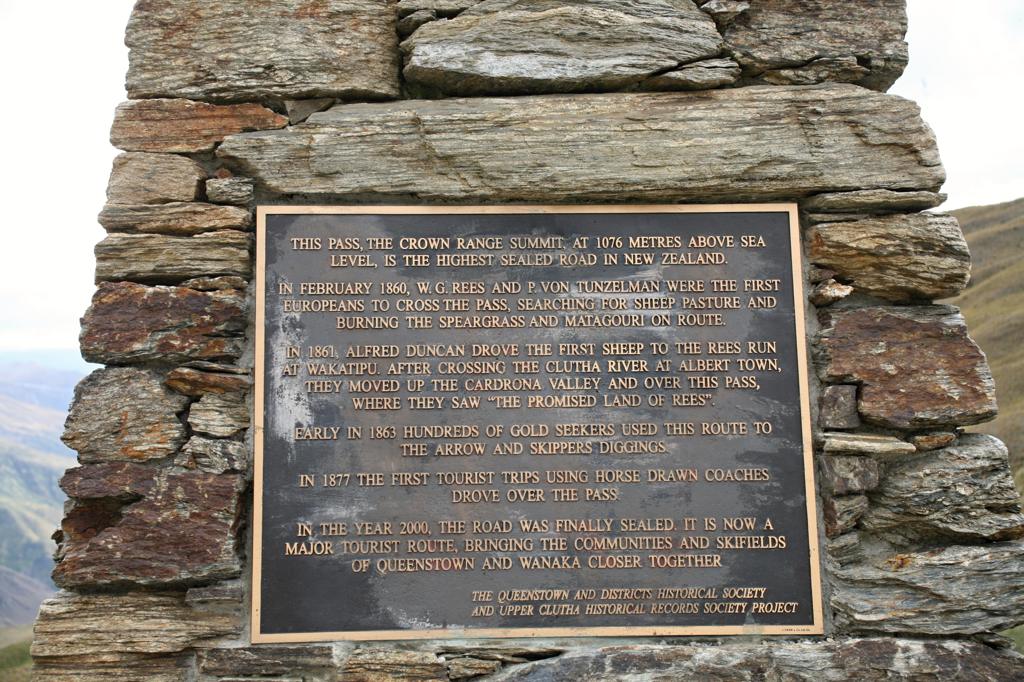 THIS PASS, THE CROWN RANGE SUMMIT, AT 1076 METRES ABOVE SEA
LEVEL, IS THE HIGHEST SEALED ROAD IN NEW ZEALAND.
IN FEBRUARY 1860, W. G. REES AND P. VON TUNZELMAN WERE THE FIRST
EUROPEANS TO CROSS THE PASS, SEARCHING FOR SHEEP PASTURE AND
BURNING THE SPEARGRASS AND MATAGOURI ON ROUTE.
IN 1861, ALFRED DUNCAN DROVE THE FIRST SHEEP TO THE REES RUN
AT WAKATIPU. AFTER CROSSING THE CLUTHA RIVER AT ALBERT TOWN,
THEY MOVED UP THE CARDRONA VALLEY AND OVER THIS PASS,
WHERE THEY SAW "THE PROMISED LAND OF REES".
EARLY IN 1863 HUNDREDS OF GOLD SEEKERS USED THIS ROUTE TO
THE ARROW AND SKIPPERS DIGGINGS.
IN 1877 THE FIRST TOURIST TRIPS USING HORSE DRAWN COACHES
DROVE OVER THE PASS.
IN THE YEAR 2000, THE ROAD WAS FINALLY SEALED. IT IS NOW A
MAJOR TOURIST ROUTE, BRINGING THE COMMUNITIES AND SKIFIELDS
OF QUEENSTOWN AND WANAKA CLOSER TOGETHER
THE QUEENSTOWN AND DISTRICTS HISTORICAL SOCIETY
AND UPPER CLUTHA HISTORICAL RECORDS SOCIETY PROJECT